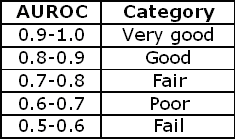 AUROC Category
0.9-1.0 Very good
0.8-0.9 Good
0.7-0.8 Fair
0.6-0.7 Poor
0.5-0.6 Fail